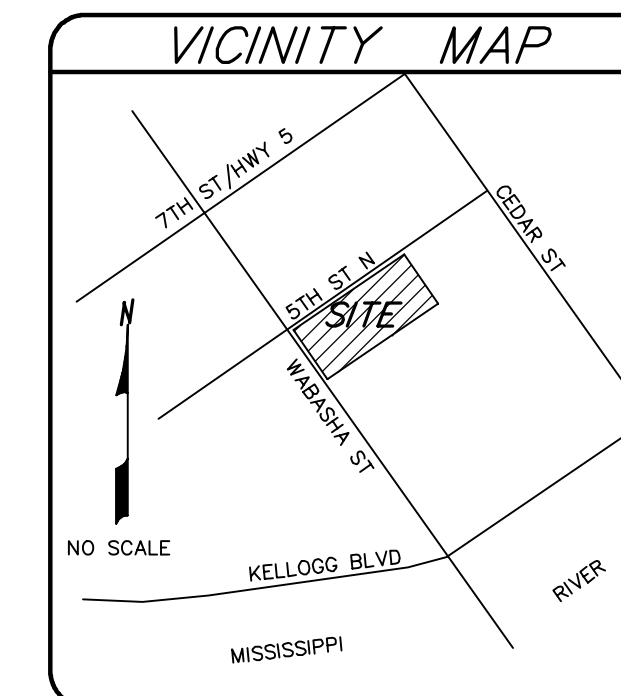 VICINITY MAP
7TH ST/HWY 5
CEDAR ST
5TH ST N
SITE
N
WABASHA ST
NO SCALE
KELLOGG BLVD
RIVER
MISSISSIPPI